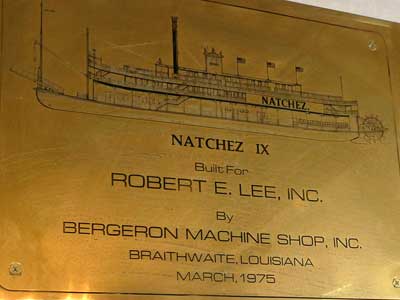 NATCHEZ.
NATCHEZ IX
Built For
ROBERT E. LEE, INC.
By
BERGERON MACHINE SHOP, INC.
BRAITHWAITE, LOUISIANA
MARCH, 1975